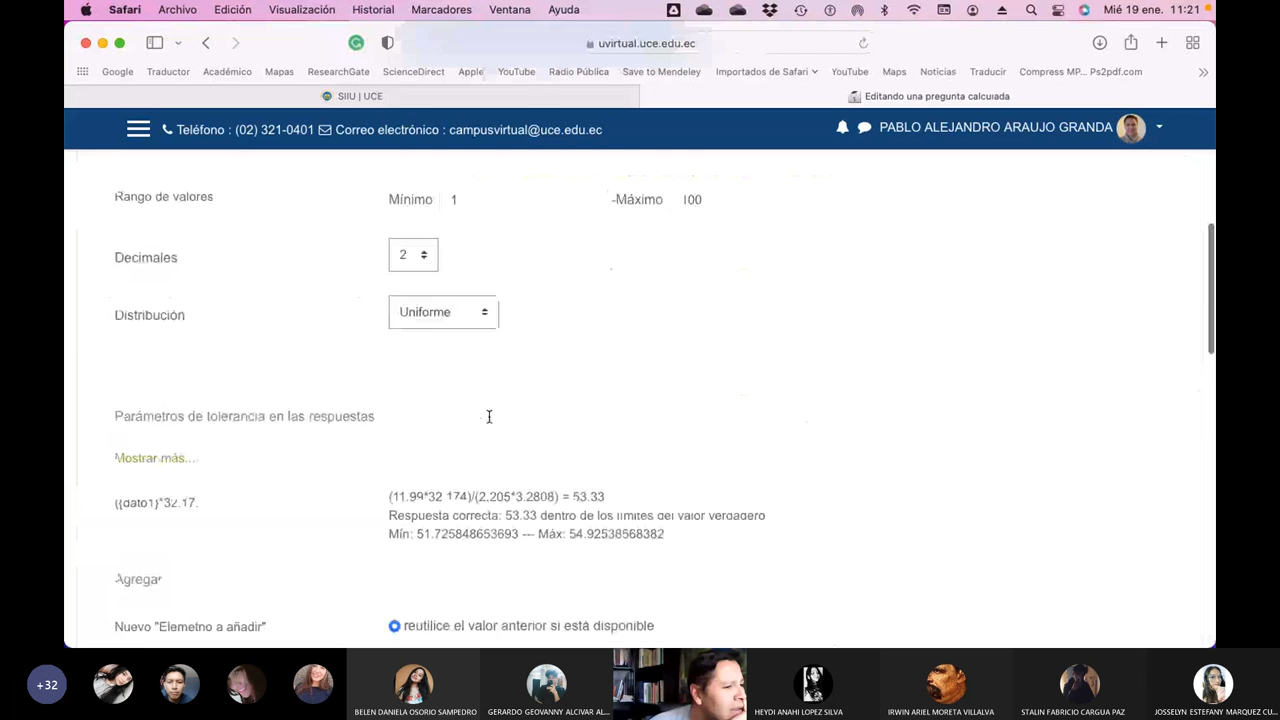 Safari Archivo Edición Visualización Historial Marcadores Ventana Ayuda Mié 19 ene. 11:21
uvirtual.uce.edu.ec
Google Traductor Académico Mapas ResearchGate ScienceDirect Apple YouTube Radio Pública Save to Mendeley Importados de Safari YouTube Maps Noticias Traducir Compress MP... Ps2pdf.com
SIIU | UCE Editando una pregunta calculada
Teléfono : (02) 321-0401 Correo electrónico : campusvirtual@uce.edu.ec PABLO ALEJANDRO ARAUJO GRANDA
Rango de valores Mínimo 1 -Máximo 100
Decimales 2
Distribución Uniforme
Parámetros de tolerancia en las respuestas
Mostrar más...
({dato1}*32.17. (11.99*32.174)/(2.205*3.2808) = 53.33
Respuesta correcta: 53.33 dentro de los límites del valor verdadero
Mín: 51.725848653693 --- Máx: 54.92538568382
Agregar
Nuevo "Elemetno a añadir" reutilice el valor anterior si está disponible
+32 BELEN DANIELA OSORIO SAMPEDRO GERARDO GEOVANNY ALCIVAR AL... HEYDI ANAHI LOPEZ SILVA IRWIN ARIEL MORETA VILLALVA STALIN FABRICIO CARGUA PAZ JOSSELYN ESTEFANY MARQUEZ CU...